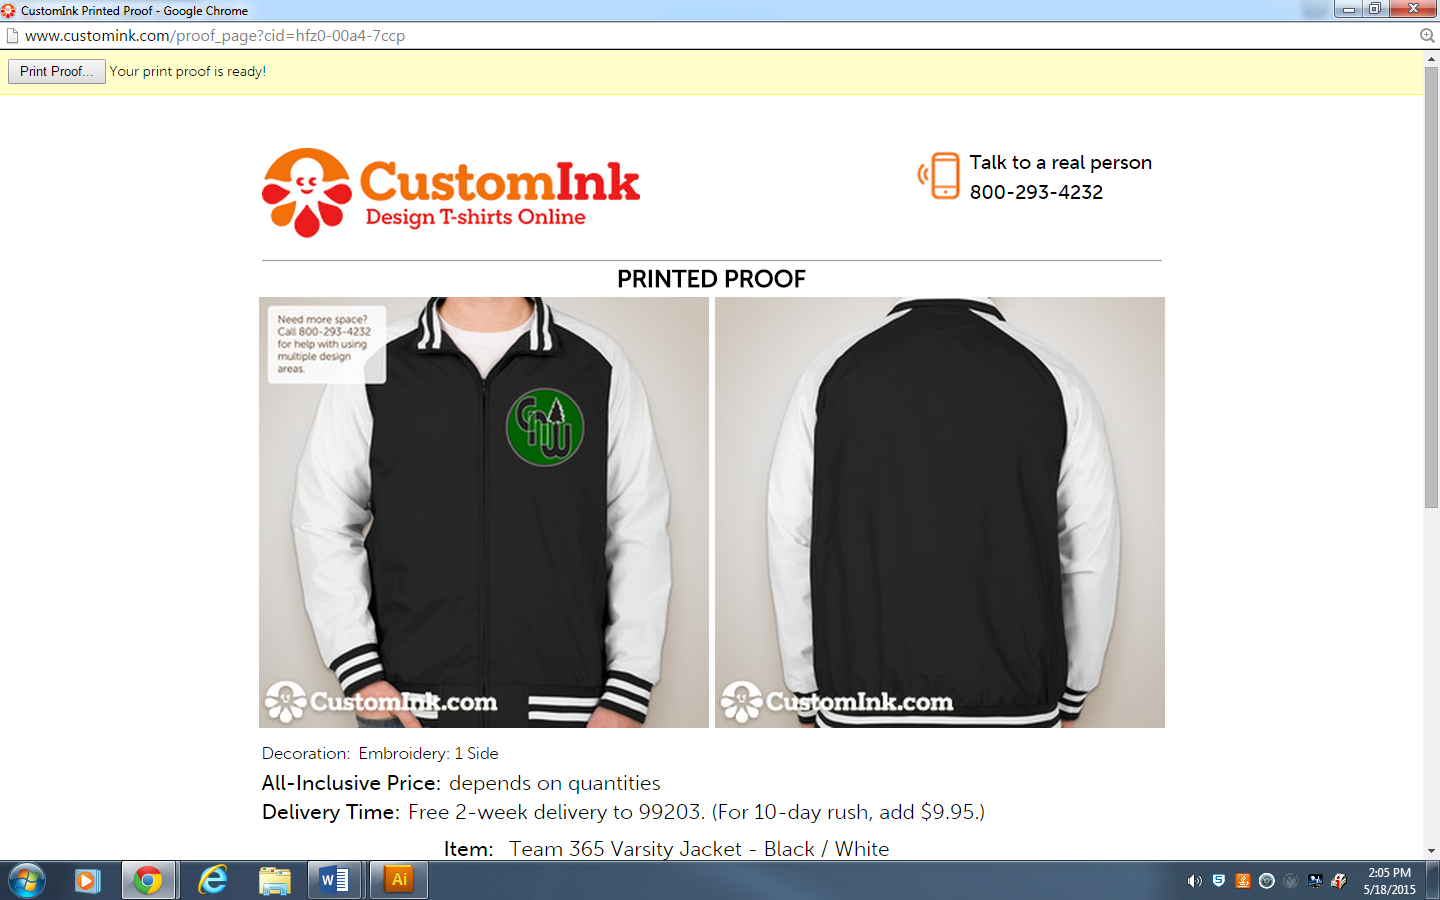 CustomInk Printed Proof - Google Chrome
www.customink.com/proof_page?cid=hfz0-00a4-7ccp
Print Proof... Your print proof is ready!
CustomInk
Design T-shirts Online
Talk to a real person
800-293-4232
PRINTED PROOF
Need more space?
Call 800-293-4232
for help with using
multiple design
areas.
CNW
CustomInk.com
CustomInk.com
Decoration: Embroidery: 1 Side
All-Inclusive Price: depends on quantities
Delivery Time: Free 2-week delivery to 99203. (For 10-day rush, add $9.95.)
Item: Team 365 Varsity Jacket - Black / White
W
Ai
2:05 PM
5/18/2015